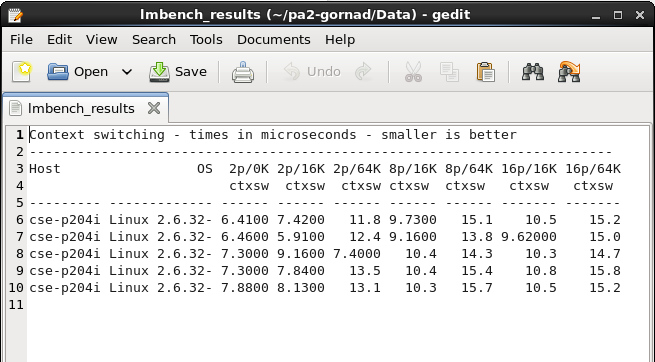 lmbench_results (~/pa2-gornad/Data) - gedit
File Edit View Search Tools Documents Help
Open Save Undo
lmbench_results
1 Context switching - times in microseconds - smaller is better
2 -------------------------------------------------------------------------
3 Host                 OS  2p/0K 2p/16K 2p/64K 8p/16K 8p/64K 16p/16K 16p/64K
4                         ctxsw  ctxsw  ctxsw ctxsw  ctxsw   ctxsw   ctxsw
5 --------- ------------- ------ ------ ------ ------ ------ ------- -------
6 cse-p204i Linux 2.6.32- 6.4100 7.4200   11.8 9.7300   15.1    10.5    15.2
7 cse-p204i Linux 2.6.32- 6.4600 5.9100   12.4 9.1600   13.8 9.62000    15.0
8 cse-p204i Linux 2.6.32- 7.3000 9.1600 7.4000   10.4   14.3    10.3    14.7
9 cse-p204i Linux 2.6.32- 7.3000 7.8400   13.5   10.4   15.4    10.8    15.8
10 cse-p204i Linux 2.6.32- 7.8800 8.1300   13.1   10.3   15.7    10.5    15.2
11